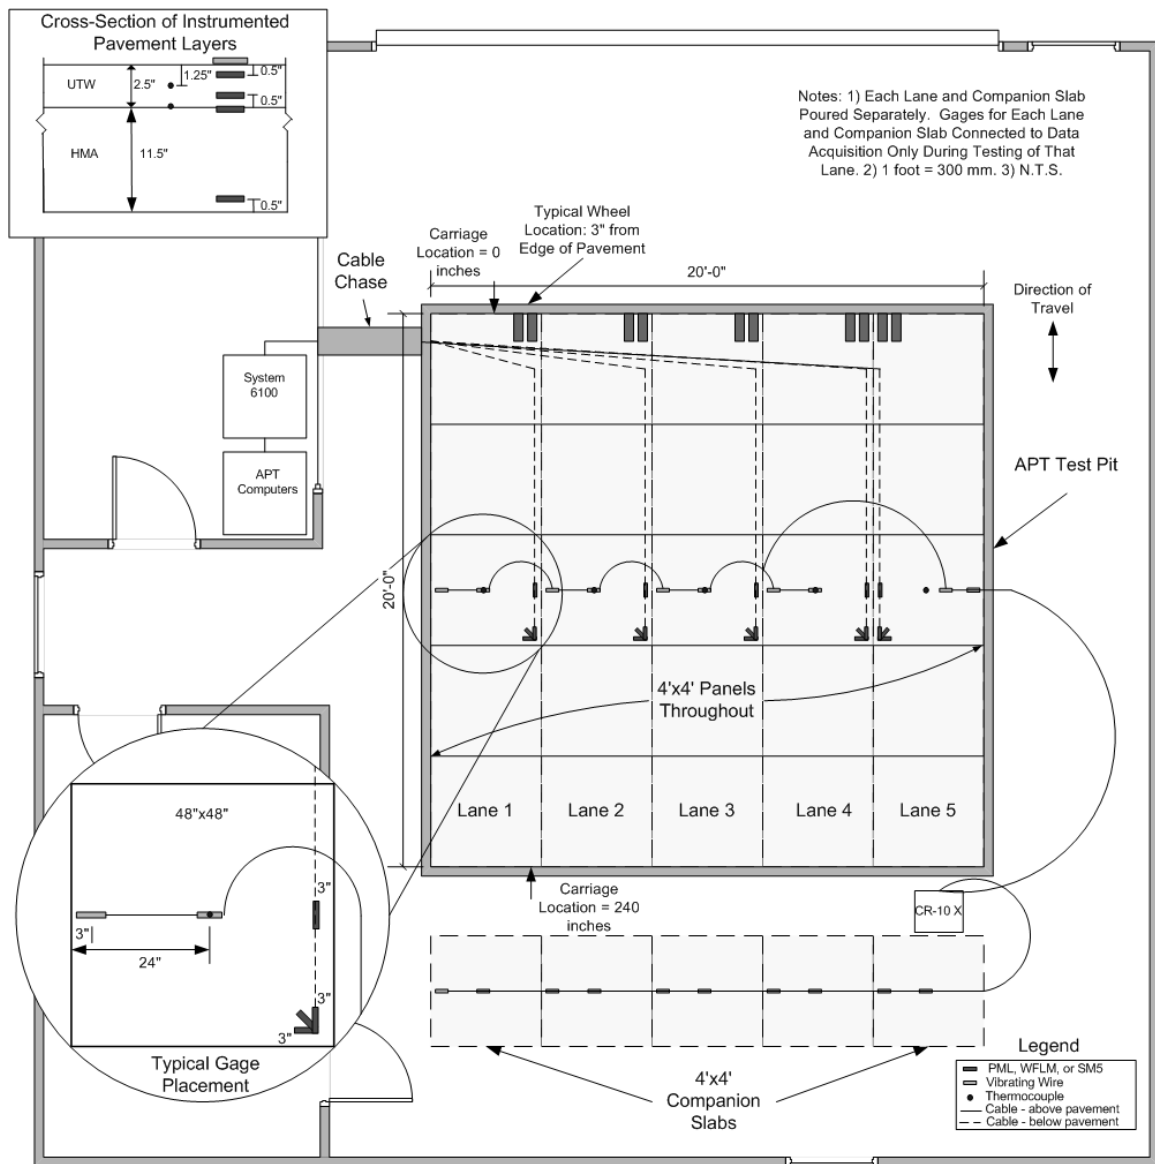 Cross-Section of Instrumented
Pavement Layers
UTW
2.5"
1.25"
0.5"
0.5"
HMA
11.5"
0.5"
Notes: 1) Each Lane and Companion Slab
Poured Separately. Gages for Each Lane
and Companion Slab Connected to Data
Acquisition Only During Testing of That
Lane. 2) 1 foot = 300 mm. 3) N.T.S.
Typical Wheel
Location: 3" from
Edge of Pavement
Carriage
Location = 0
inches
Cable
Chase
20'-0"
Direction of
Travel
System
6100
APT
Computers
APT Test Pit
20'-0"
4'x4' Panels
Throughout
Lane 1
Lane 2
Lane 3
Lane 4
Lane 5
48"x48"
3"
3"
24"
3"
3"
Typical Gage
Placement
Carriage
Location = 240
inches
CR-10 X
4'x4'
Companion
Slabs
Legend
PML, WFLM, or SM5
Vibrating Wire
Thermocouple
Cable - above pavement
Cable - below pavement